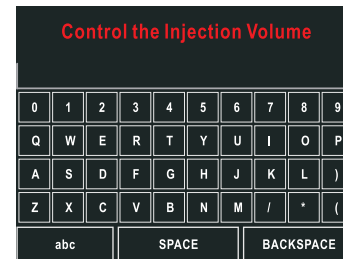 Control the Injection Volume
0 1 2 3 4 5 6 7 8 9
Q W E R T Y U I O P
A S D F G H J K L )
Z X C V B N M / * (
abc SPACE BACKSPACE